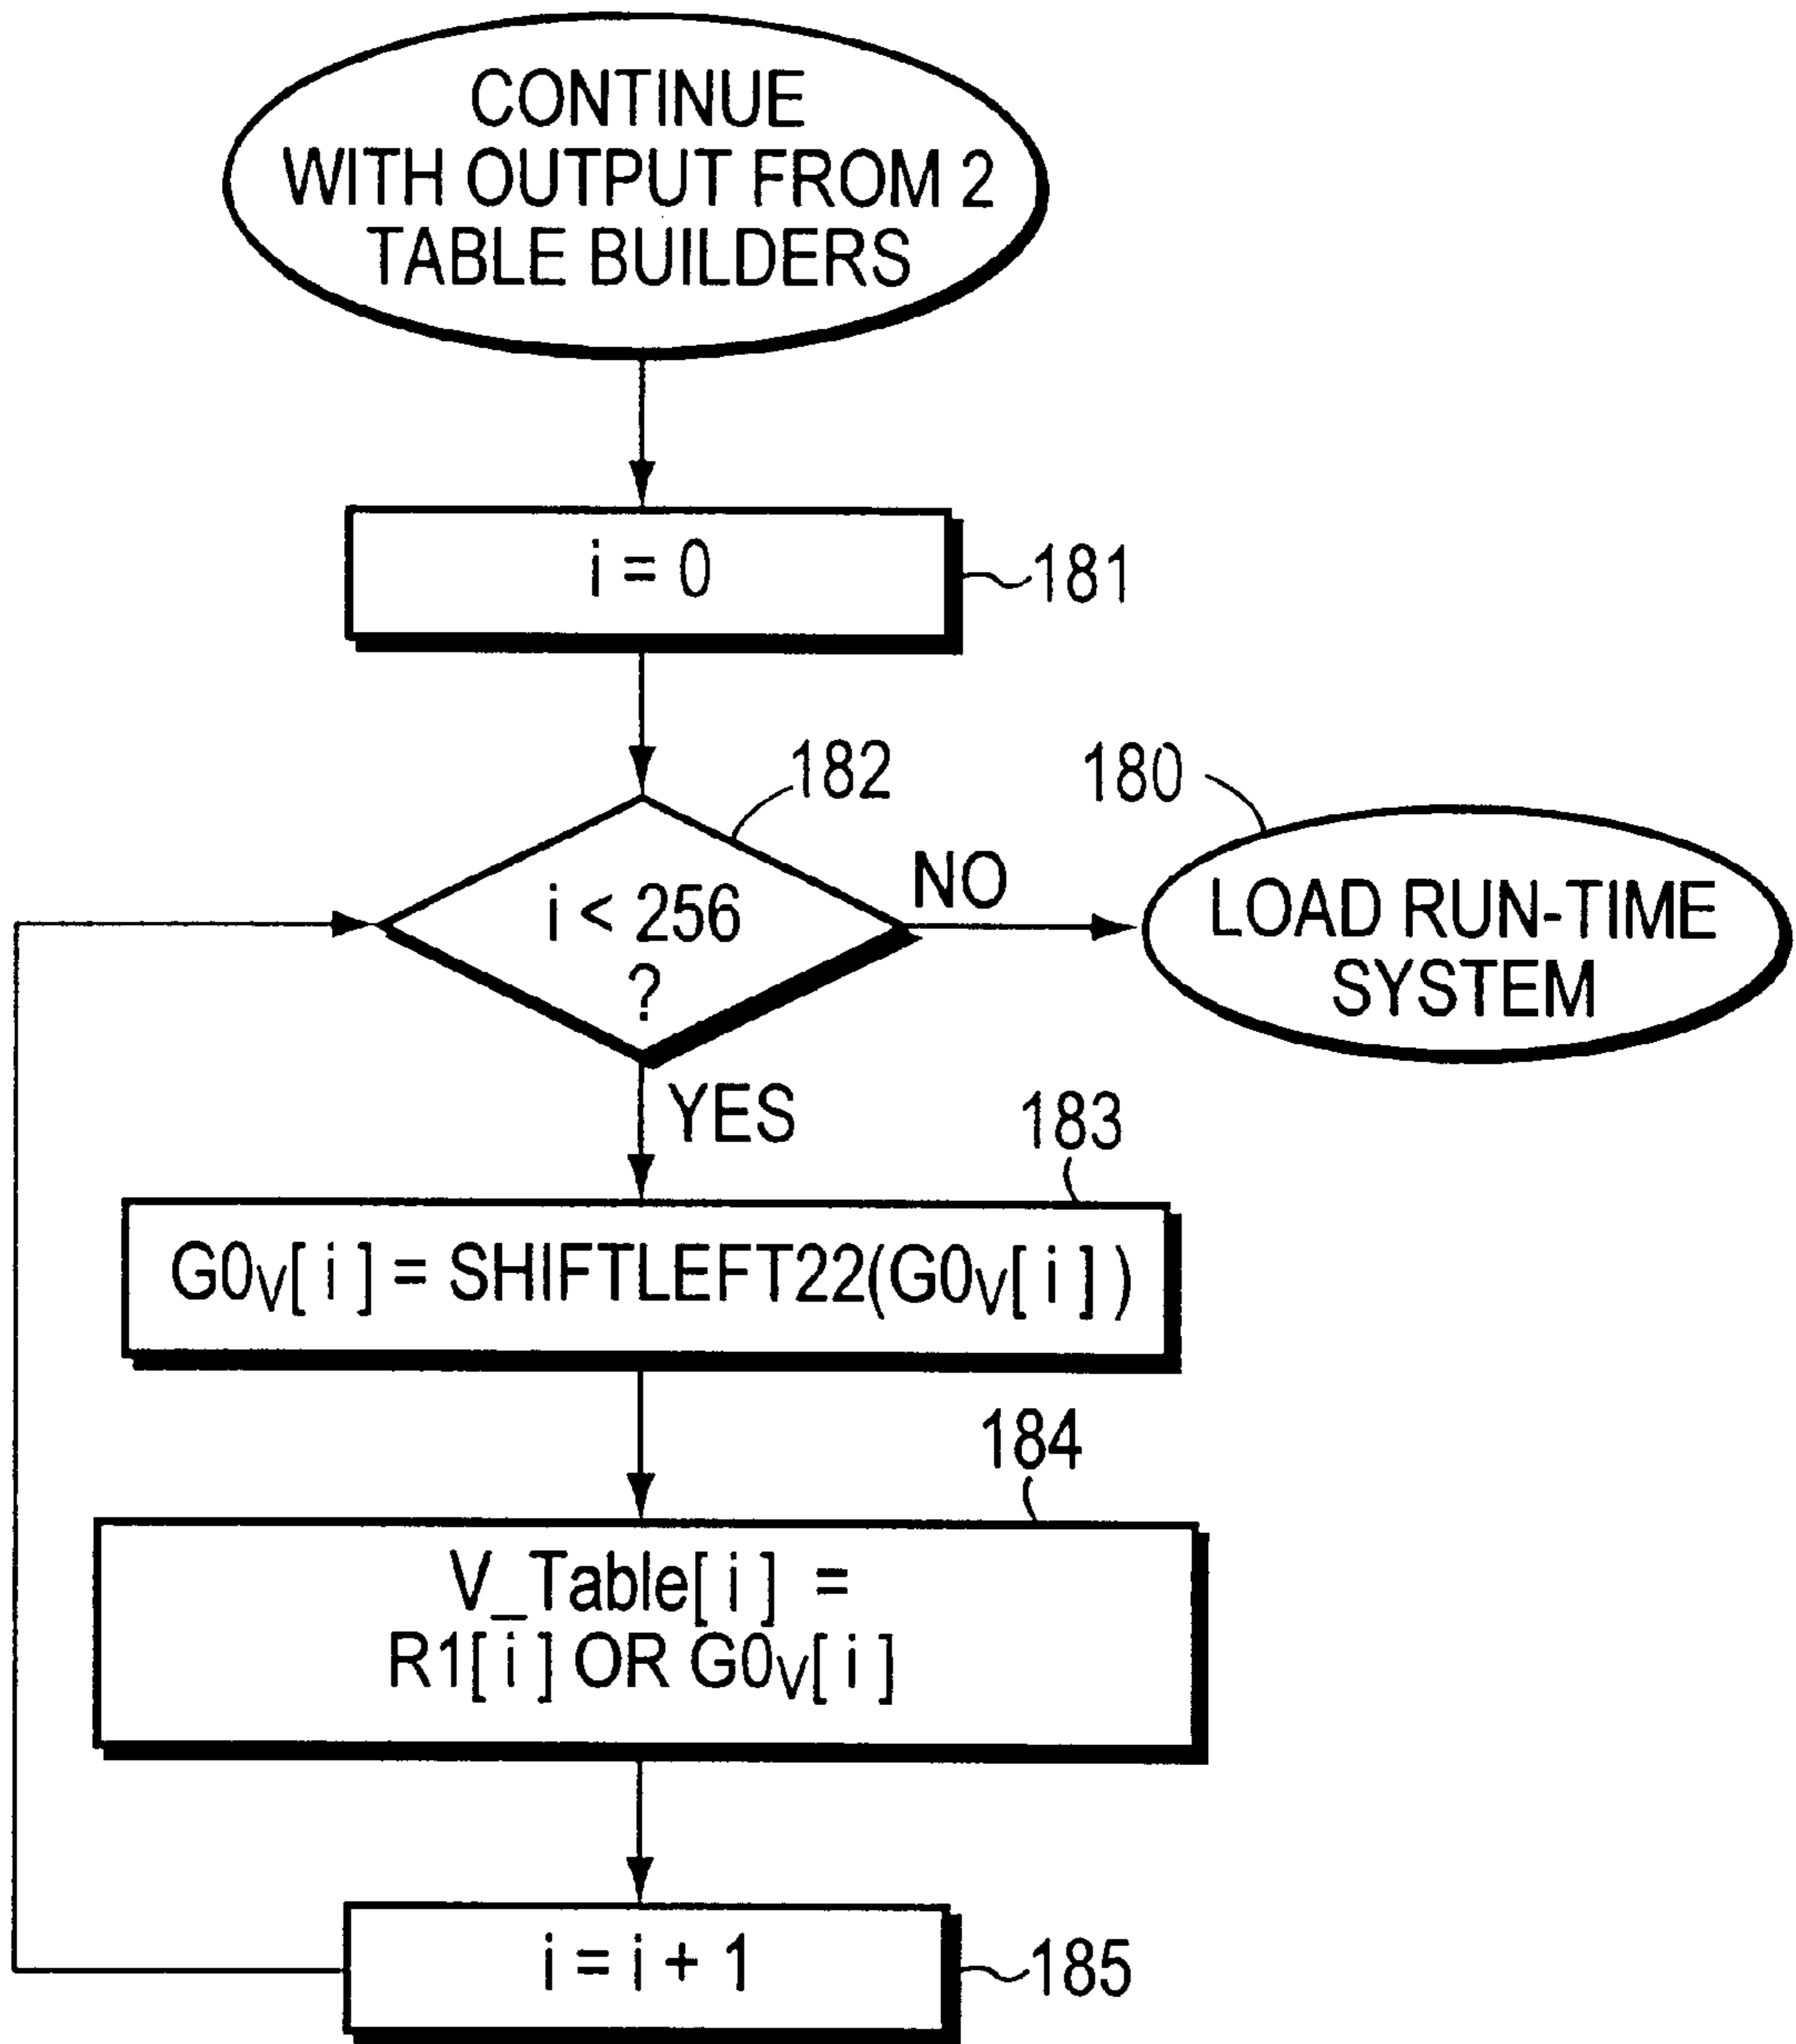 CONTINUE
WITH OUTPUT FROM 2
TABLE BUILDERS
i = 0
181
182
180
i < 256
?
NO
LOAD RUN-TIME
SYSTEM
YES
183
G0V[ i ] = SHIFTLEFT22(G0V[ i ] )
184
V_Table[ i ] =
R1[ i ] OR G0V[ i ]
i = i + 1
185